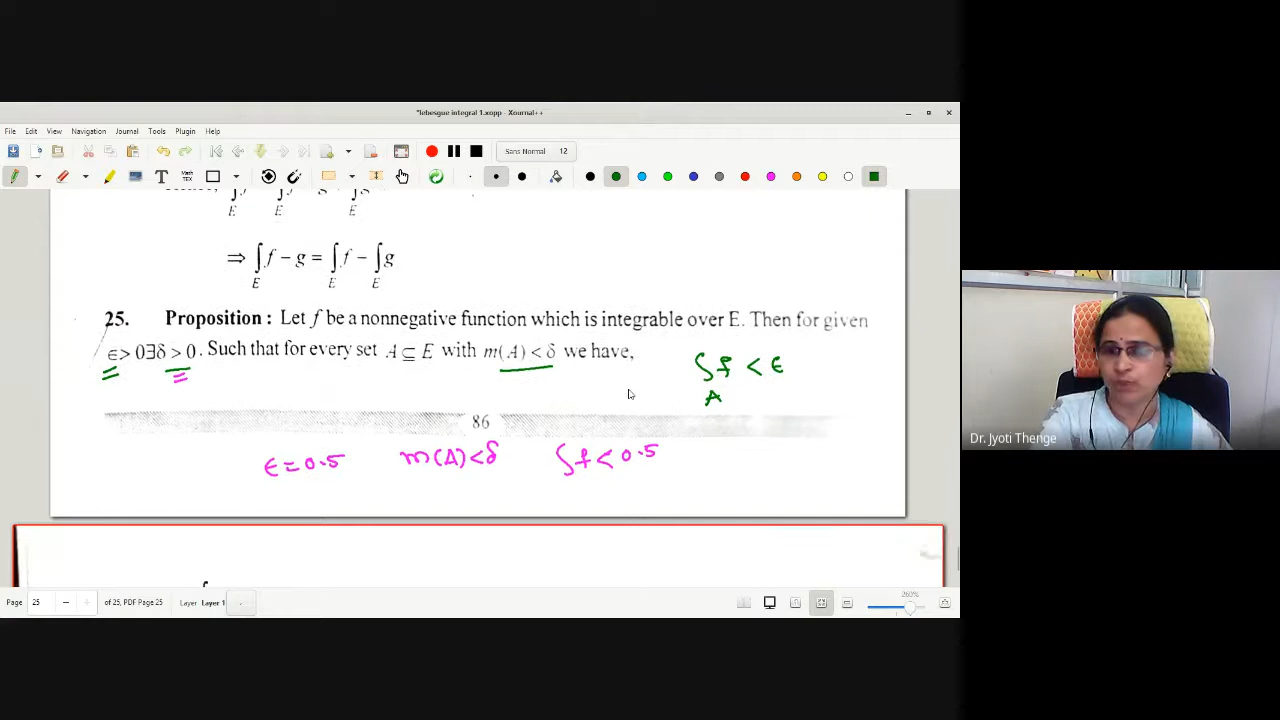 *lebesgue integral 1.xopp - Xournal++
File Edit View Navigation Journal Tools Plugin Help
Sans Normal 12
E E E
⇒ ∫_E f − g = ∫_E f − ∫_E g
25. Proposition : Let f be a nonnegative function which is integrable over E. Then for given
∈> 0∃δ > 0. Such that for every set A ⊆ E with m(A) < δ we have,
∫_A f < ∈
86
∈ = 0.5 m(A) < δ ∫f < 0.5
Page 25 of 25, PDF Page 25 Layer Layer 1
Dr. Jyoti Thenge